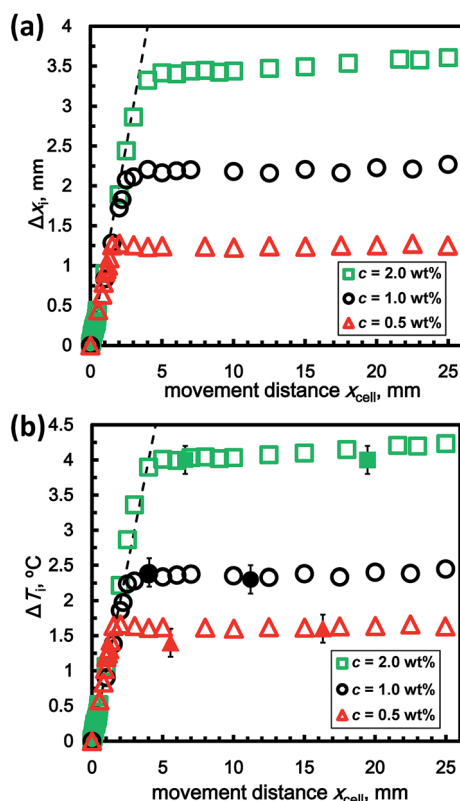 (a)
4
3.5
3
2.5
2
1.5
1
0.5
0
Δxᵢ, mm
c = 2.0 wt%
c = 1.0 wt%
c = 0.5 wt%
0 5 10 15 20 25
movement distance x_cell, mm
(b)
4.5
4
3.5
3
2.5
2
1.5
1
0.5
0
ΔTᵢ, ºC
c = 2.0 wt%
c = 1.0 wt%
c = 0.5 wt%
0 5 10 15 20 25
movement distance x_cell, mm